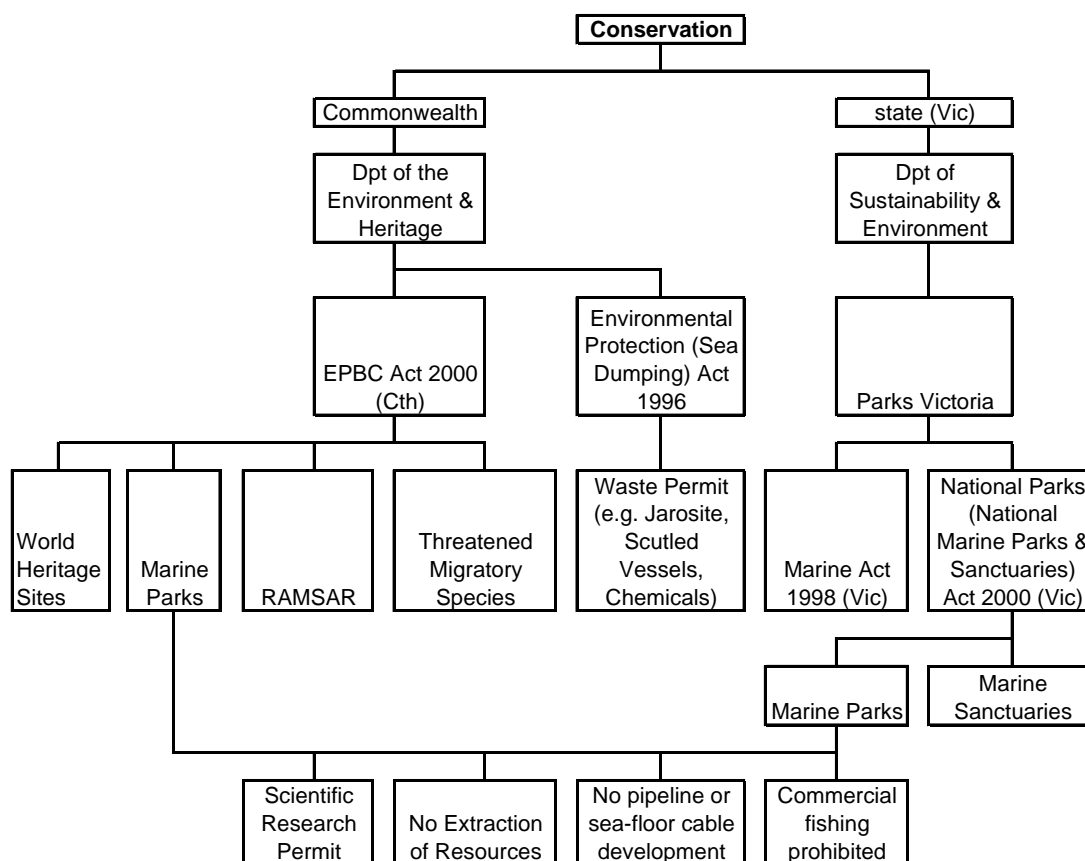 Conservation
Commonwealth
state (Vic)
Dpt of the
Environment &
Heritage
Dpt of
Sustainability &
Environment
EPBC Act 2000
(Cth)
Environmental
Protection (Sea
Dumping) Act
1996
Parks Victoria
World
Heritage
Sites
Marine
Parks
RAMSAR
Threatened
Migratory
Species
Waste Permit
(e.g. Jarosite,
Scutled
Vessels,
Chemicals)
Marine Act
1998 (Vic)
National Parks
(National
Marine Parks &
Sanctuaries)
Act 2000 (Vic)
Marine Parks
Marine
Sanctuaries
Scientific
Research
Permit
No Extraction
of Resources
No pipeline or
sea-floor cable
development
Commercial
fishing
prohibited